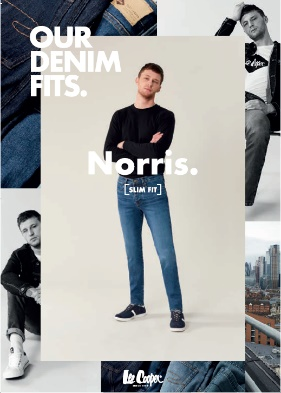 OUR
DENIM
FITS.
Norris.
[SLIM FIT]
Lee Cooper